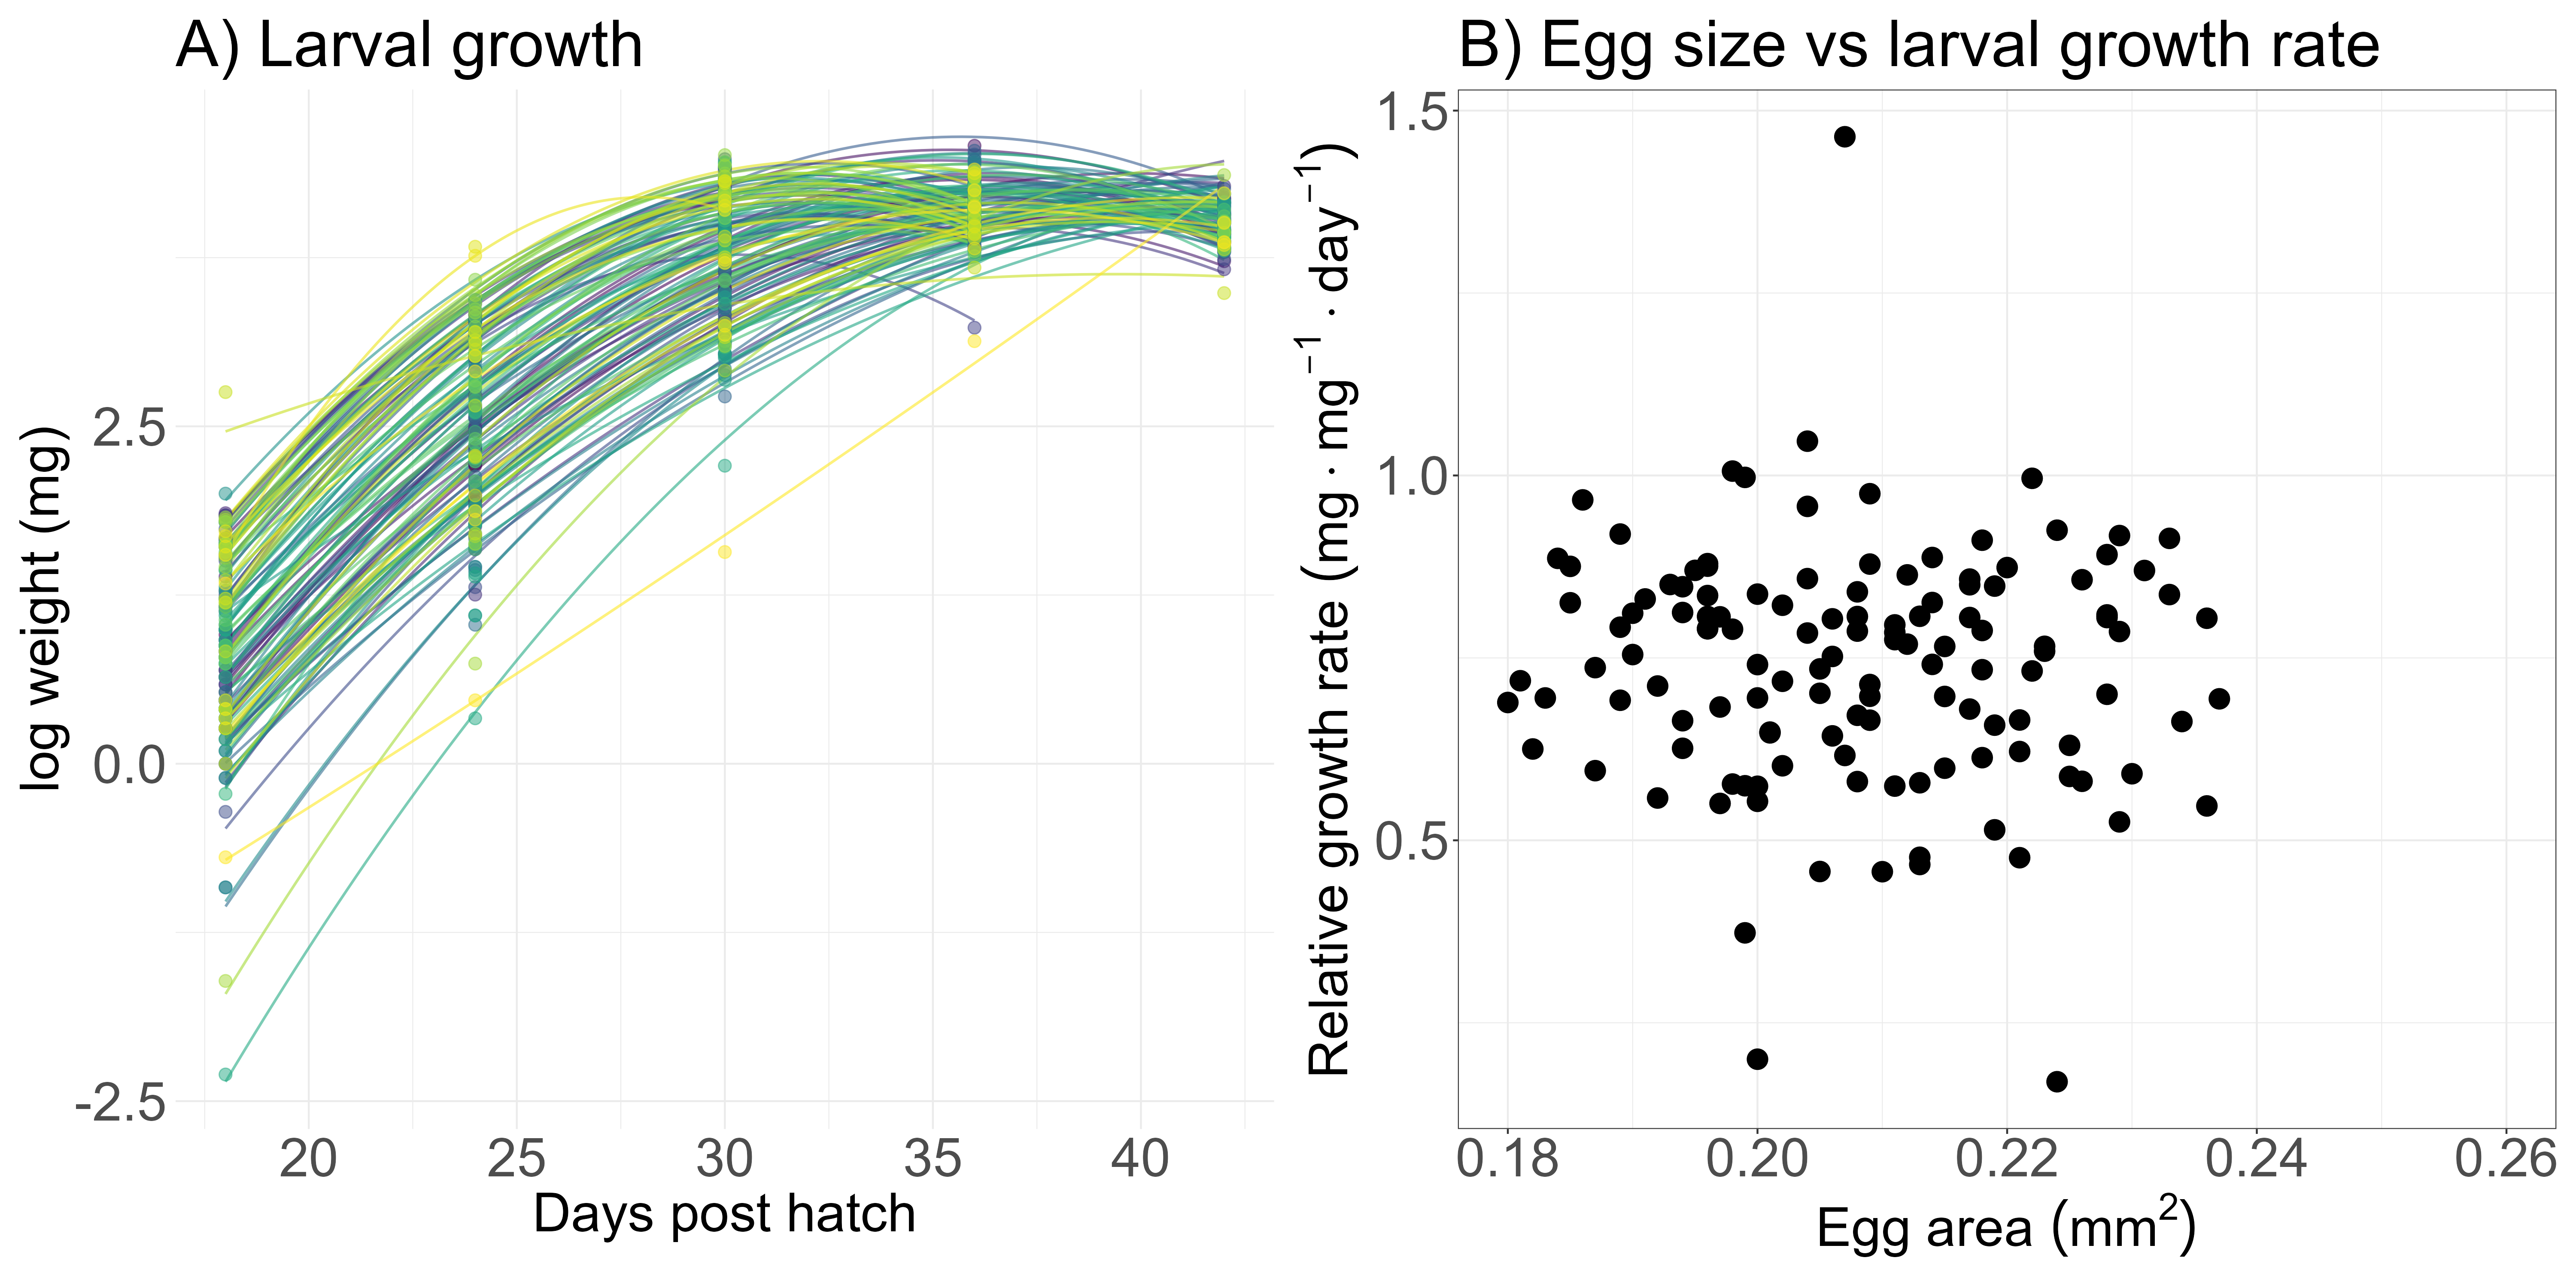 A) Larval growth
log weight (mg)
2.5
0.0
-2.5
20 25 30 35 40
Days post hatch
B) Egg size vs larval growth rate
Relative growth rate (mg · mg⁻¹ · day⁻¹)
1.5
1.0
0.5
0.18 0.20 0.22 0.24 0.26
Egg area (mm²)